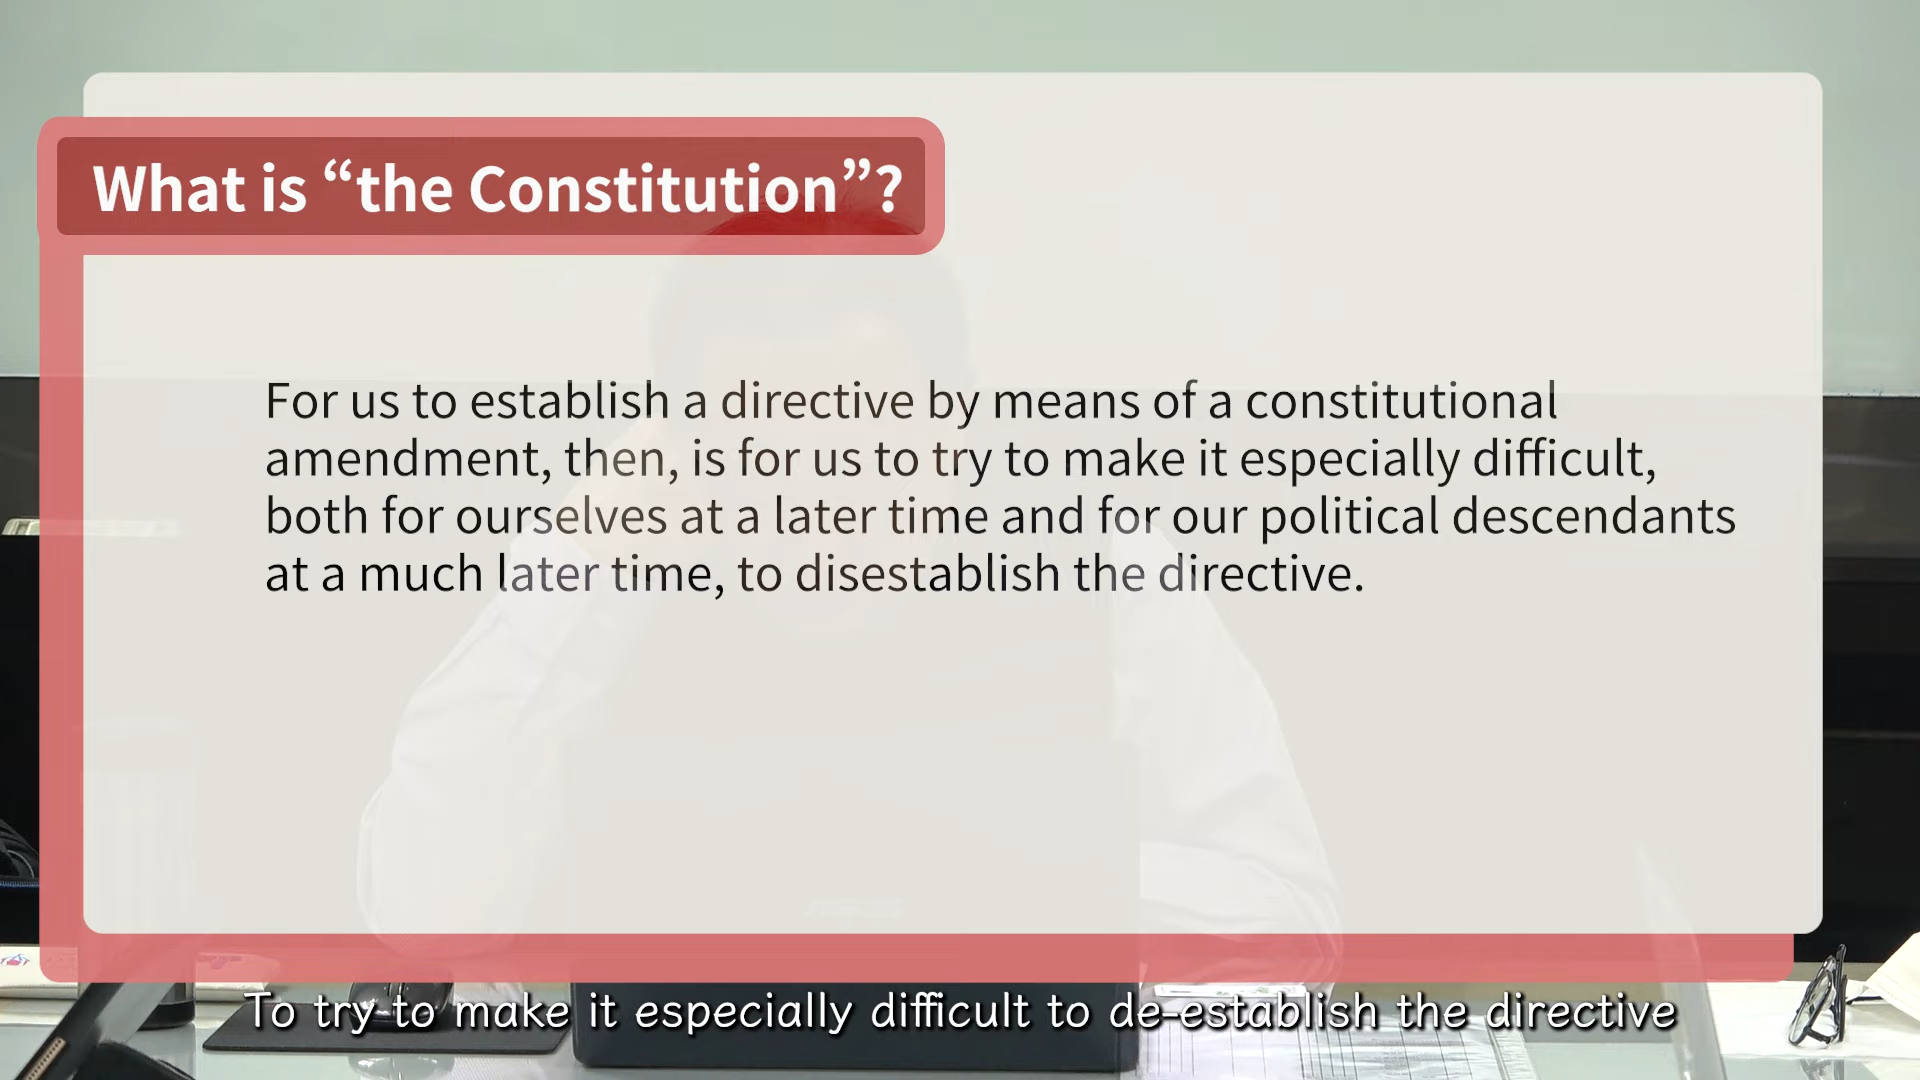 What is “the Constitution”?
For us to establish a directive by means of a constitutional
amendment, then, is for us to try to make it especially difficult,
both for ourselves at a later time and for our political descendants
at a much later time, to disestablish the directive.
To try to make it especially difficult to de-establish the directive